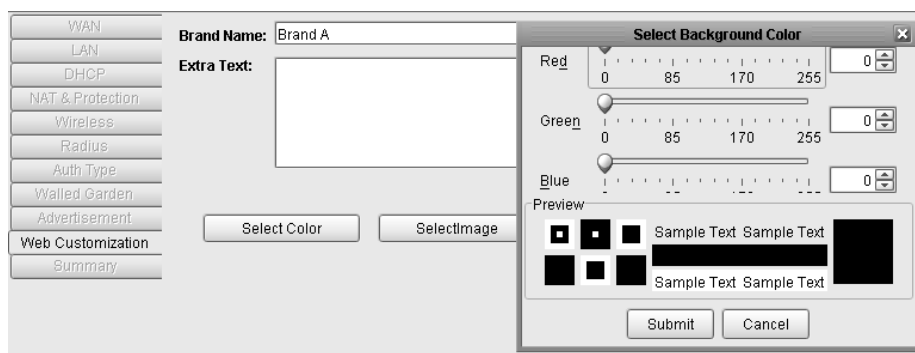 WAN
LAN
DHCP
NAT & Protection
Wireless
Radius
Auth Type
Walled Garden
Advertisement
Web Customization
Summary
Brand Name: Brand A
Extra Text:
Select Color SelectImage
Select Background Color
Red 0
0 85 170 255
Green 0
0 85 170 255
Blue 0
Preview
Sample Text Sample Text
Sample Text Sample Text
Submit Cancel